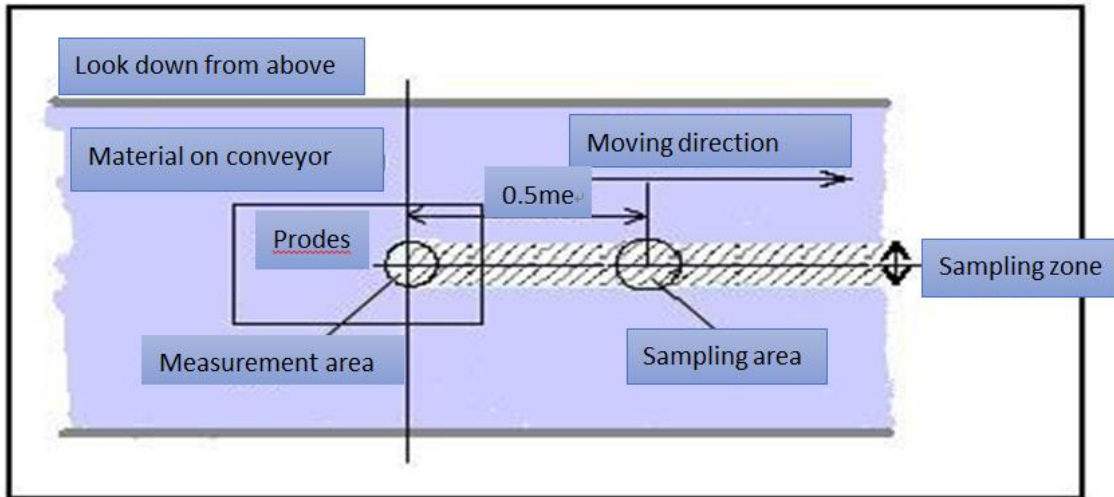 Look down from above
Material on conveyor
Moving direction
0.5me
Prodes
Sampling zone
Measurement area
Sampling area